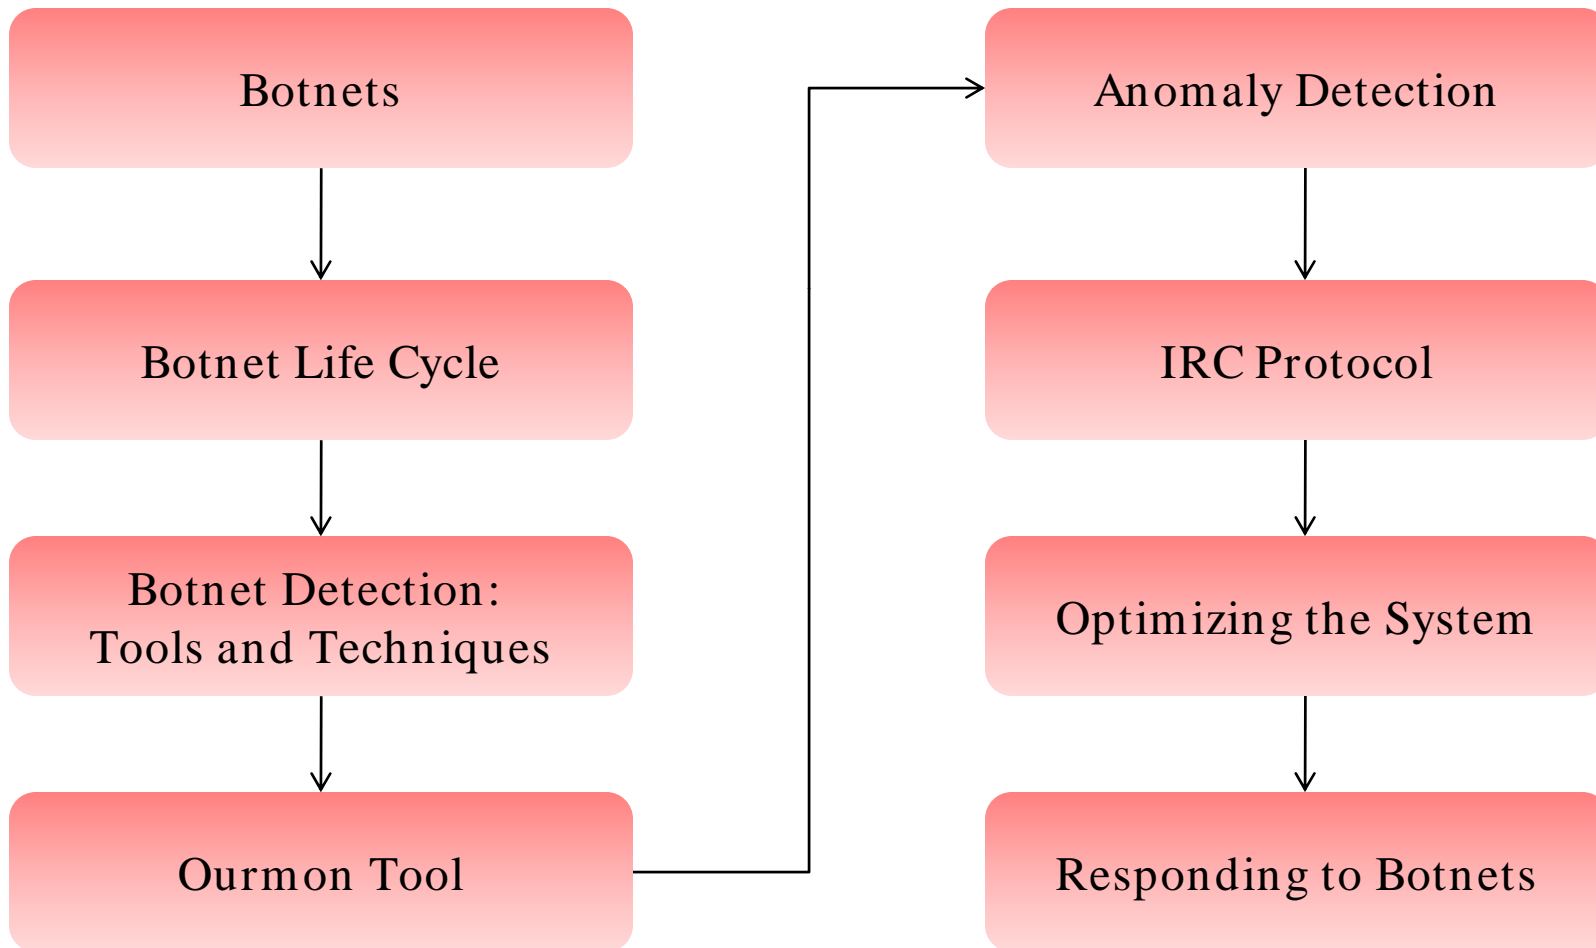 Botnets
Botnet Life Cycle
Botnet Detection:
Tools and Techniques
Ourmon Tool
Anomaly Detection
IRC Protocol
Optimizing the System
Responding to Botnets